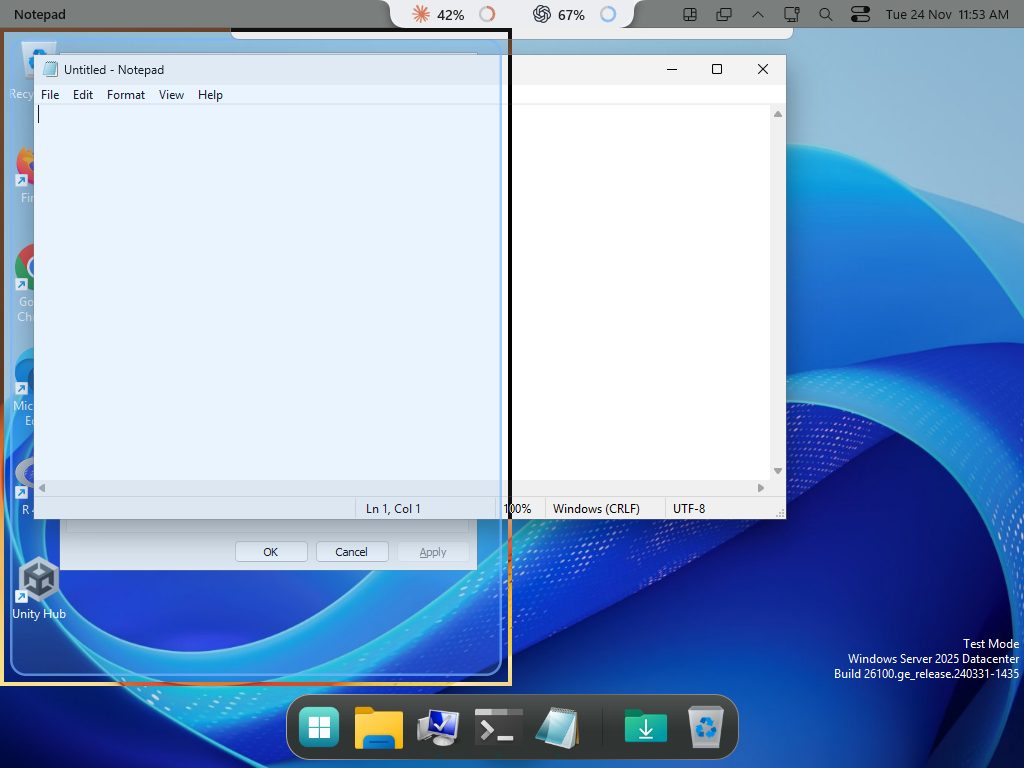 Notepad
42%
67%
Tue 24 Nov 11:53 AM
Untitled - Notepad
File Edit Format View Help
Ln 1, Col 1
100%
Windows (CRLF)
UTF-8
OK
Cancel
Apply
Unity Hub
Test Mode
Windows Server 2025 Datacenter
Build 26100.ge_release.240331-1435